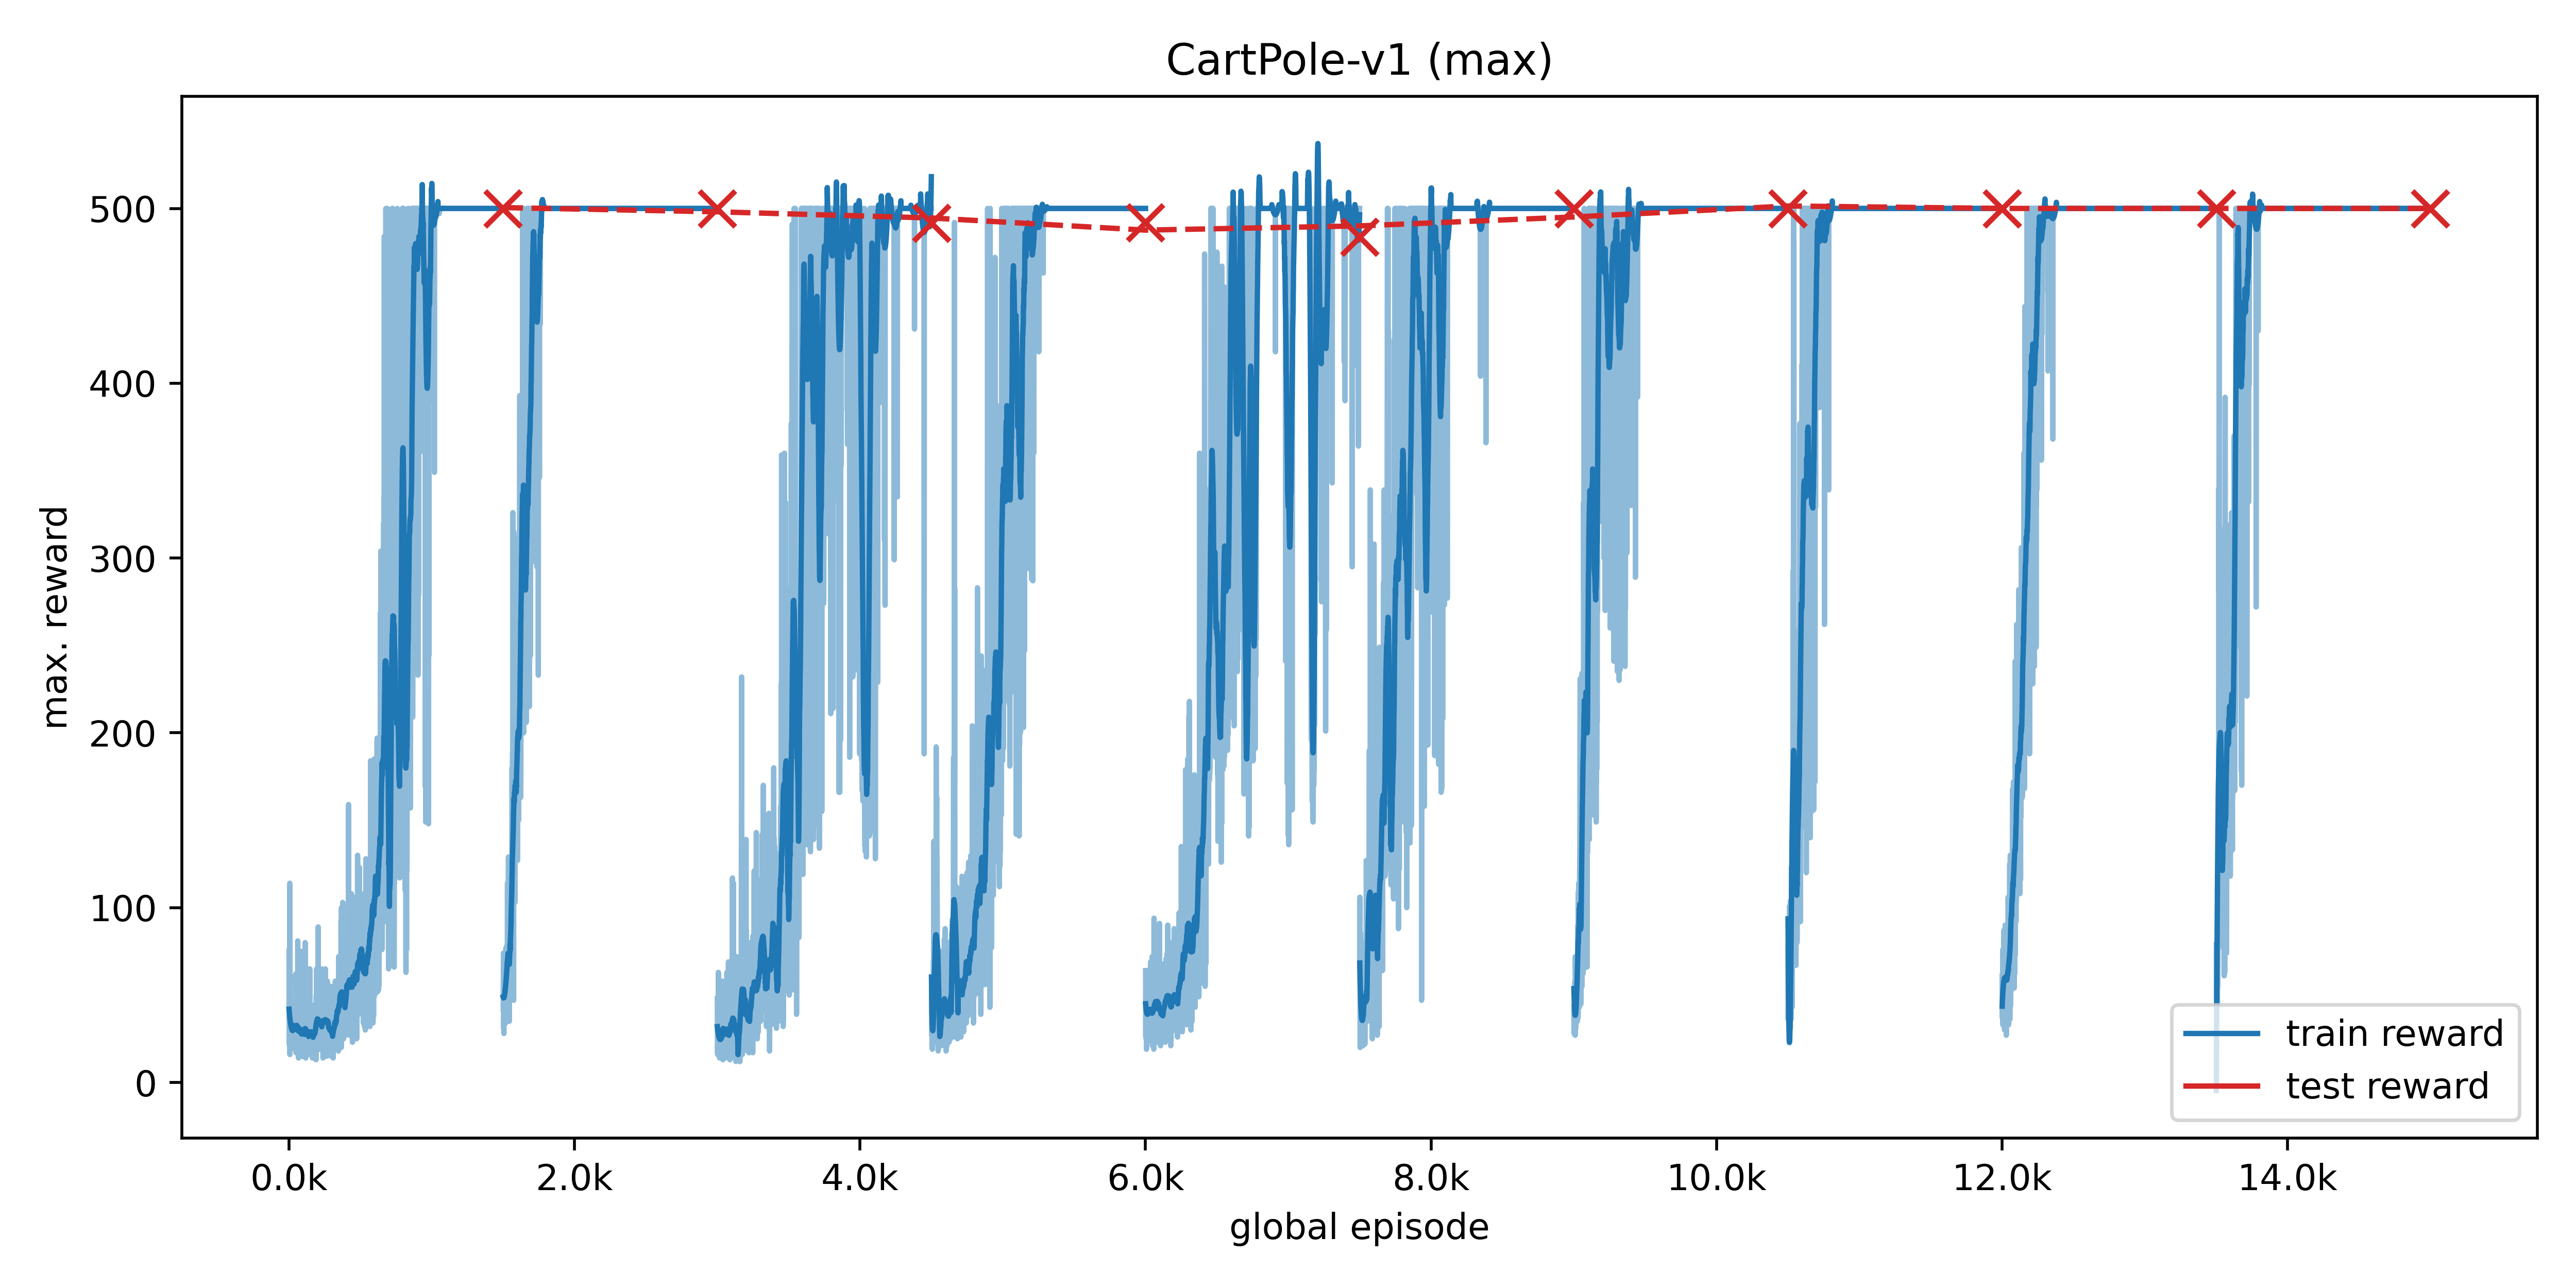 CartPole-v1 (max)
max. reward
500
400
300
200
100
0
0.0k 2.0k 4.0k 6.0k 8.0k 10.0k 12.0k 14.0k
global episode
train reward
test reward